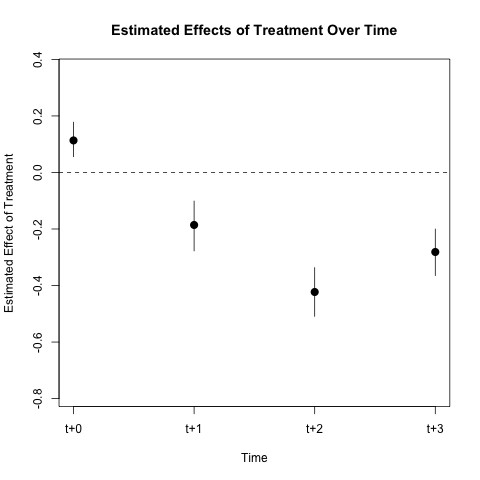 Estimated Effects of Treatment Over Time
Estimated Effect of Treatment
0.4
0.2
0.0
-0.2
-0.4
-0.6
-0.8
t+0
t+1
t+2
t+3
Time